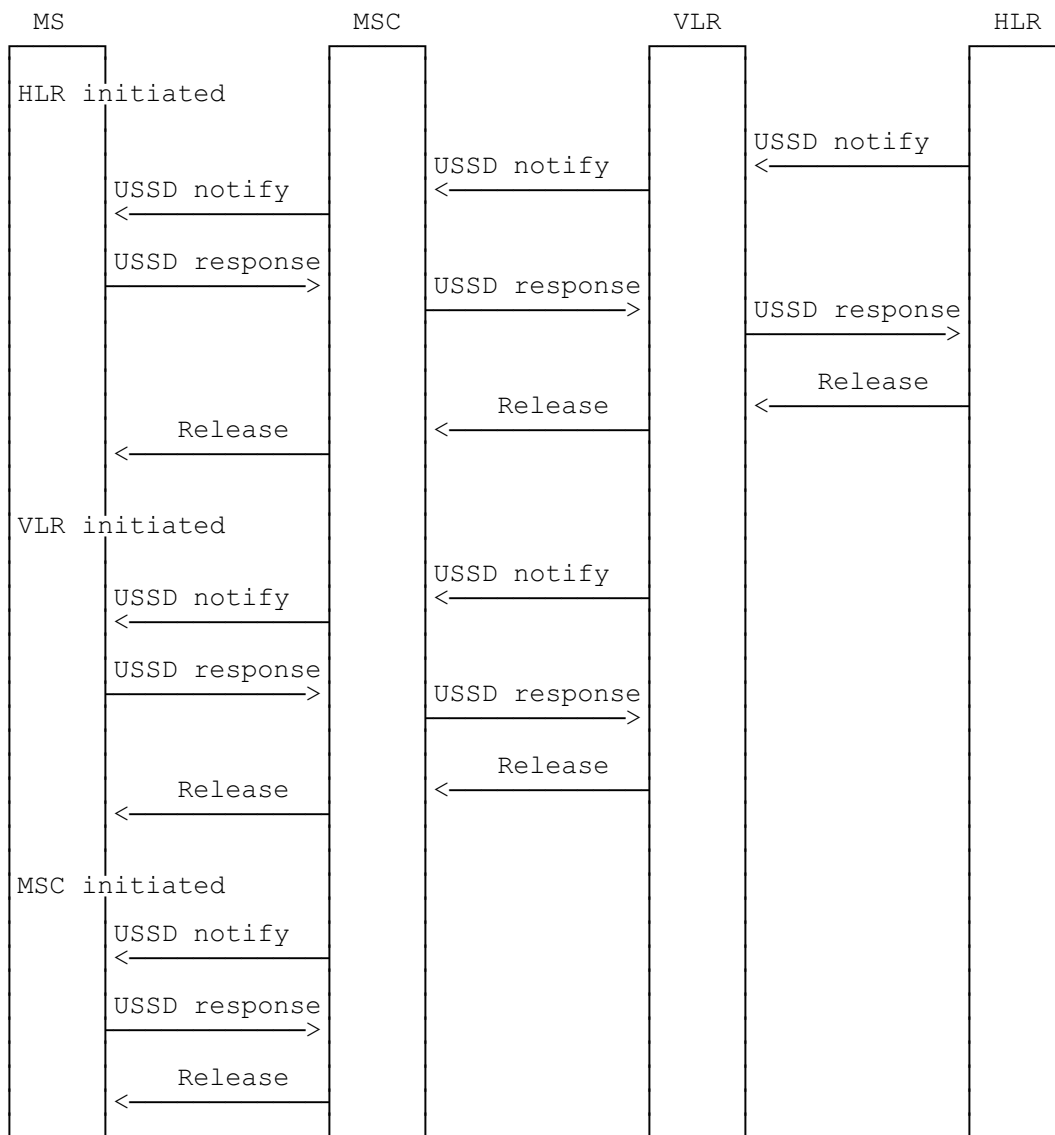 MS MSC VLR HLR
HLR initiated
USSD notify
USSD notify
USSD notify
USSD response
USSD response
USSD response
Release
Release
Release
VLR initiated
USSD notify
USSD notify
USSD response
USSD response
Release
Release
MSC initiated
USSD notify
USSD response
Release